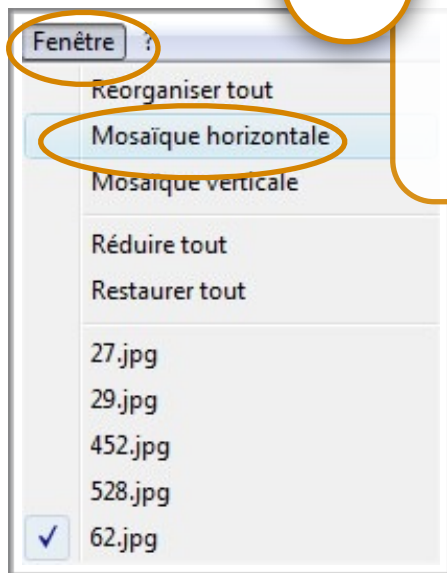 Fenêtre ?
Réorganiser tout
Mosaïque horizontale
Mosaïque verticale
Réduire tout
Restaurer tout
27.jpg
29.jpg
452.jpg
528.jpg
62.jpg